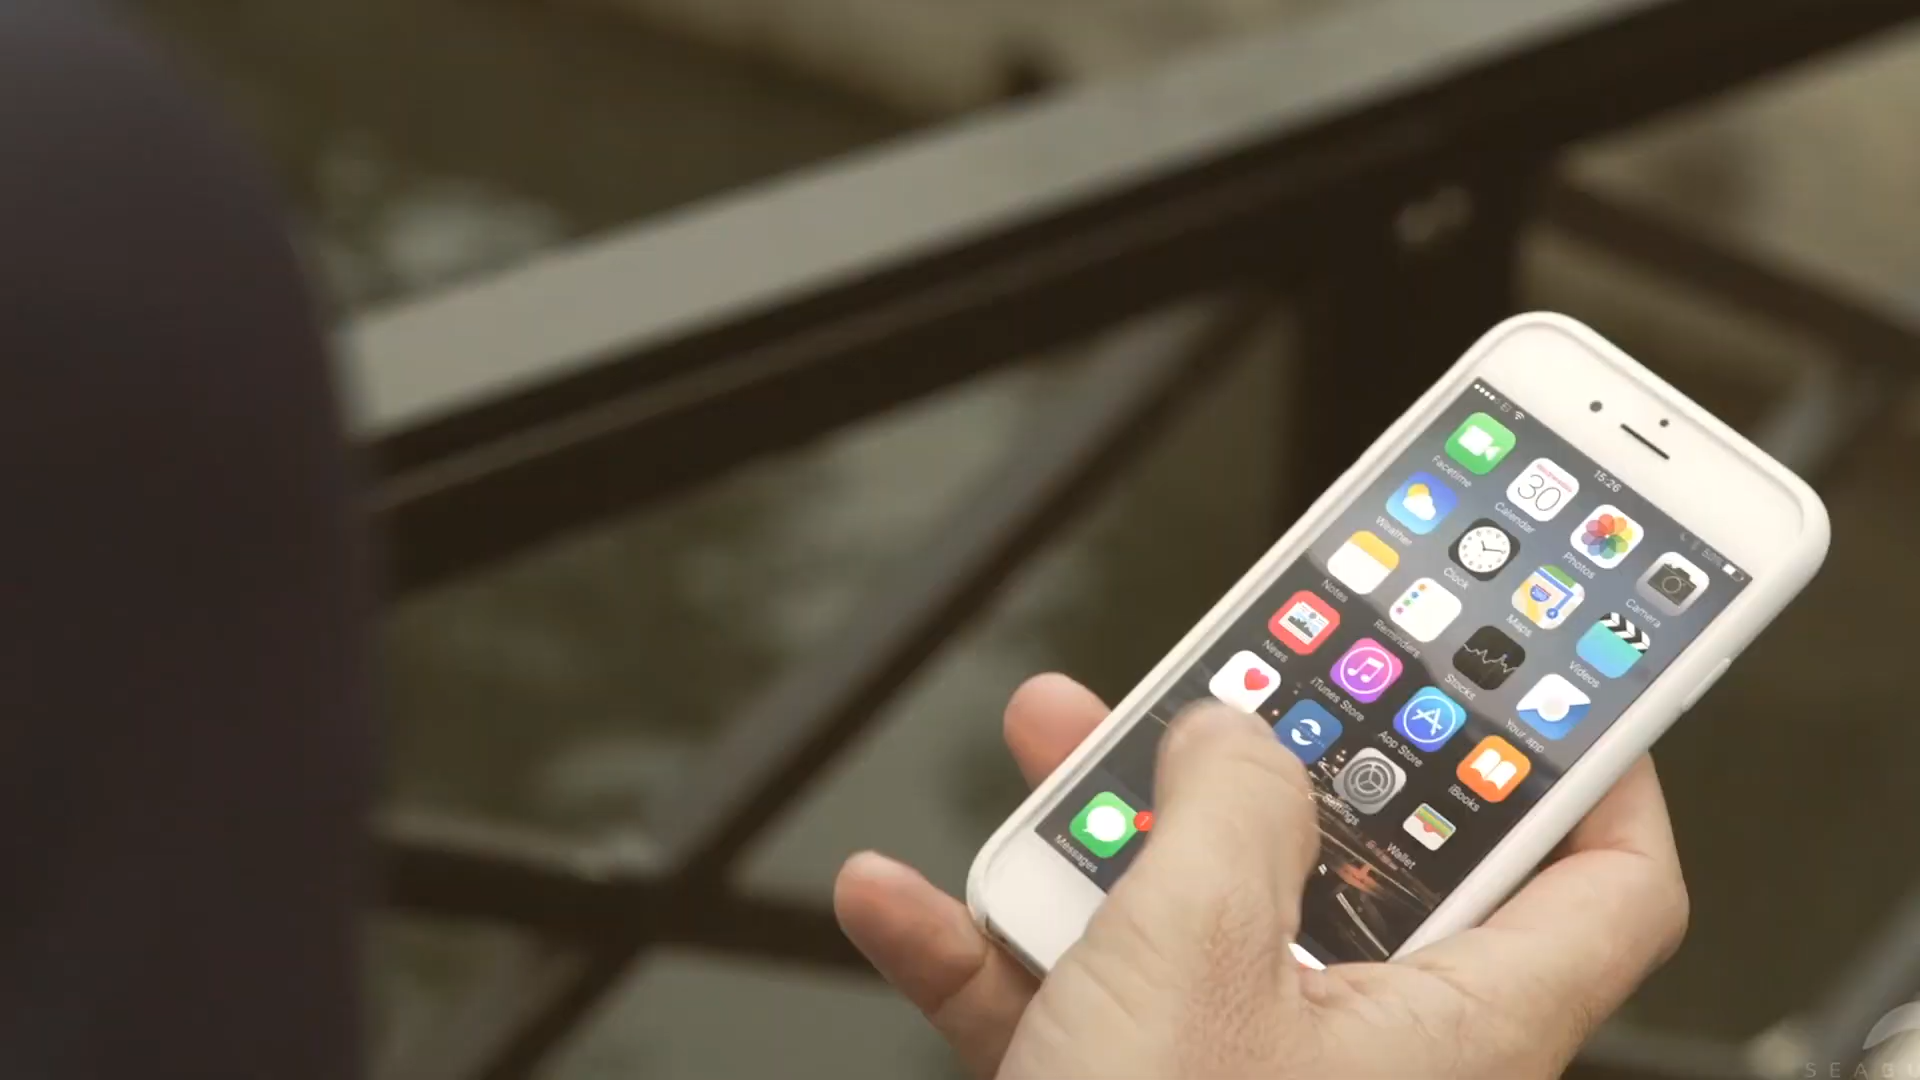 15:26
Facetime
Wednesday
30
Calendar
Photos
Camera
Weather
Clock
Maps
Videos
Notes
Reminders
Stocks
Your app
News
iTunes Store
App Store
iBooks
Settings
Wallet
Messages